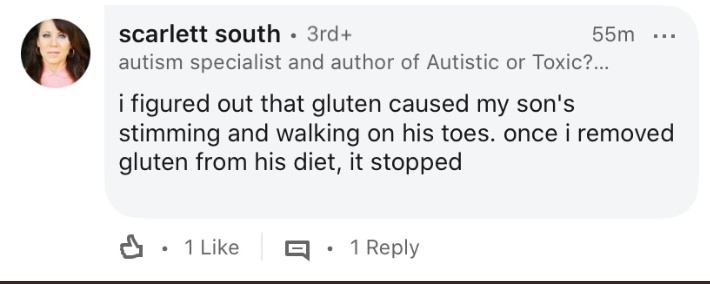 scarlett south • 3rd+ 55m ...
autism specialist and author of Autistic or Toxic?...
i figured out that gluten caused my son's
stimming and walking on his toes. once i removed
gluten from his diet, it stopped
• 1 Like • 1 Reply